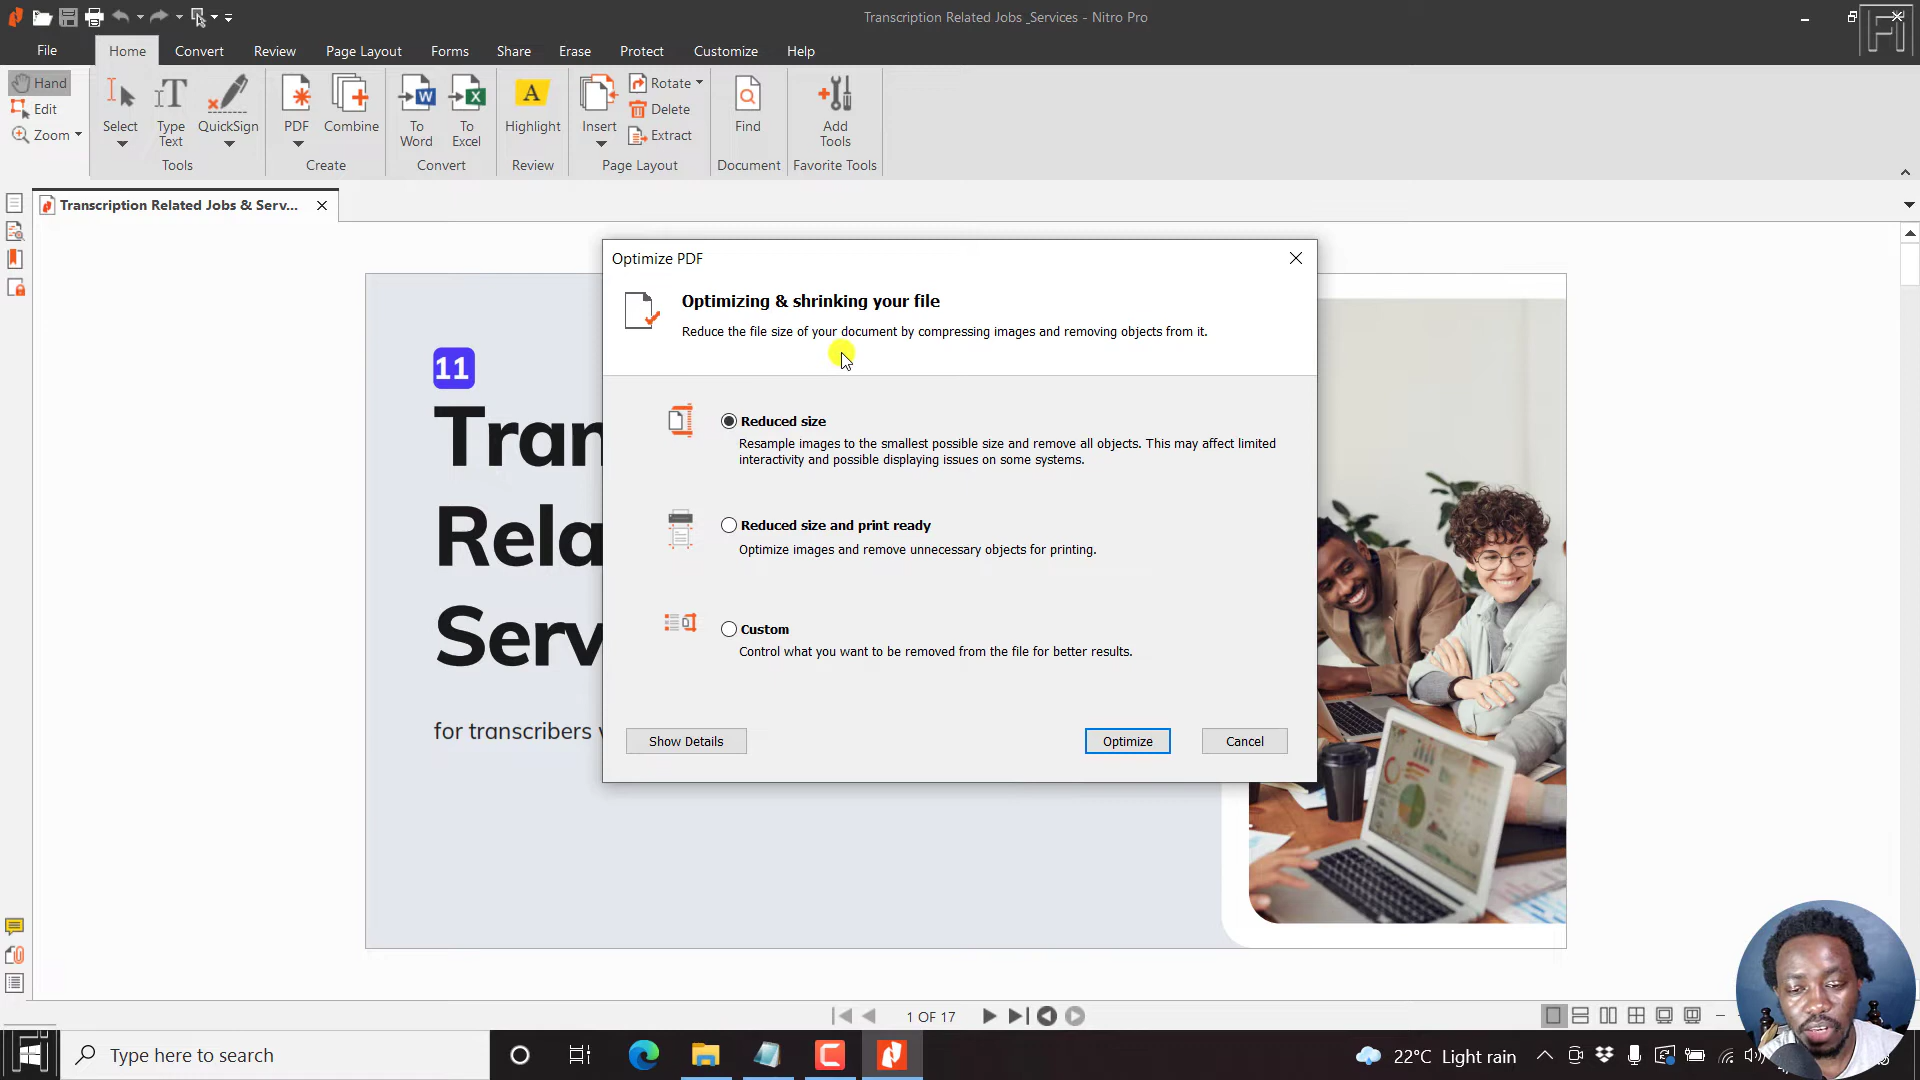 Transcription Related Jobs _Services - Nitro Pro
File
Home
Convert
Review
Page Layout
Forms
Share
Erase
Protect
Customize
Help
Hand
Edit
Zoom
Select
Type
Text
QuickSign
Tools
PDF
Combine
Create
To
Word
To
Excel
Convert
Highlight
Review
Insert
Rotate
Delete
Extract
Page Layout
Find
Document
Add
Tools
Favorite Tools
Transcription Related Jobs & Serv...
11
Tran
Rela
Serv
for transcribers
Optimize PDF
Optimizing & shrinking your file
Reduce the file size of your document by compressing images and removing objects from it.
Reduced size
Resample images to the smallest possible size and remove all objects. This may affect limited
interactivity and possible displaying issues on some systems.
Reduced size and print ready
Optimize images and remove unnecessary objects for printing.
Custom
Control what you want to be removed from the file for better results.
Show Details
Optimize
Cancel
1 OF 17
Type here to search
22°C Light rain